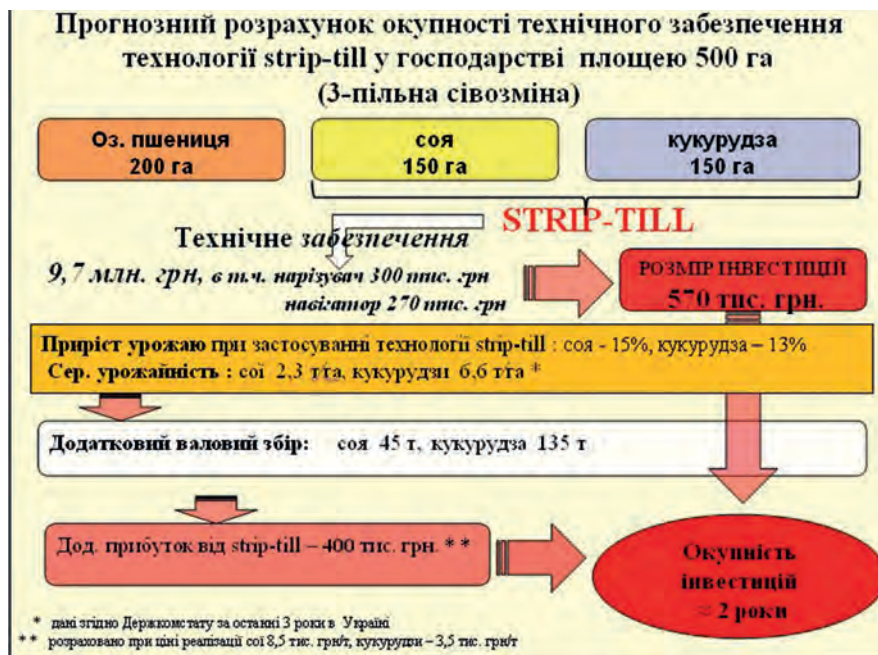 Прогнозний розрахунок окупності технічного забезпечення
технології strip-till у господарстві площею 500 га
(3-пільна сівозміна)
Оз. пшениця
200 га
соя
150 га
кукурудза
150 га
STRIP-TILL
Технічне забезпечення
9,7 млн. грн, в т.ч. нарізувач 300 тис. грн
навігатор 270 тис. грн
РОЗМІР ІНВЕСТИЦІЙ
570 тис. грн.
Приріст урожаю при застосуванні технології strip-till : соя - 15%, кукурудза – 13%
Сер. урожайність : сої 2,3 т/га, кукурудзи 6,6 т/га *
Додатковий валовий збір: соя 45 т, кукурудза 135 т
Дод. прибуток від strip-till – 400 тис. грн. * *
Окупність
інвестицій
≈ 2 роки
* дані згідно Держкомстату за останні 3 роки в Україні
* * розраховано при ціні реалізації сої 8,5 тис. грн/т, кукурудзи – 3,5 тис. грн/т